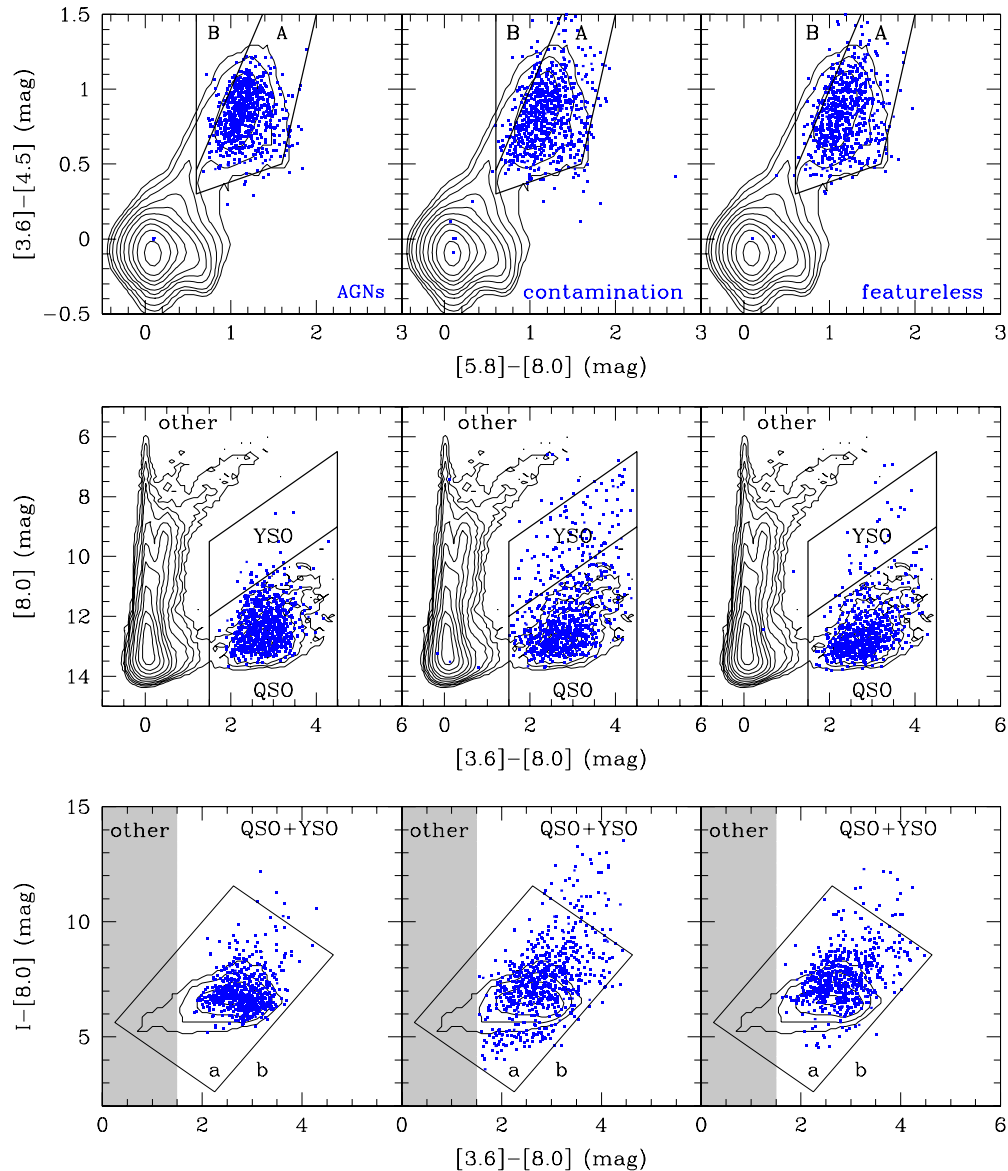 1.5
1
0.5
0
−0.5
[3.6]−[4.5] (mag)
B A B A B A
AGNs contamination featureless
0 1 2 3 0 1 2 3 0 1 2 3
[5.8]−[8.0] (mag)
6
8
10
12
14
[8.0] (mag)
other other other
YSO YSO YSO
QSO QSO QSO
0 2 4 6 0 2 4 6 0 2 4 6
[3.6]−[8.0] (mag)
15
10
5
I−[8.0] (mag)
other QSO+YSO other QSO+YSO other QSO+YSO
a b a b a b
0 2 4 6 0 2 4 6 0 2 4 6
[3.6]−[8.0] (mag)